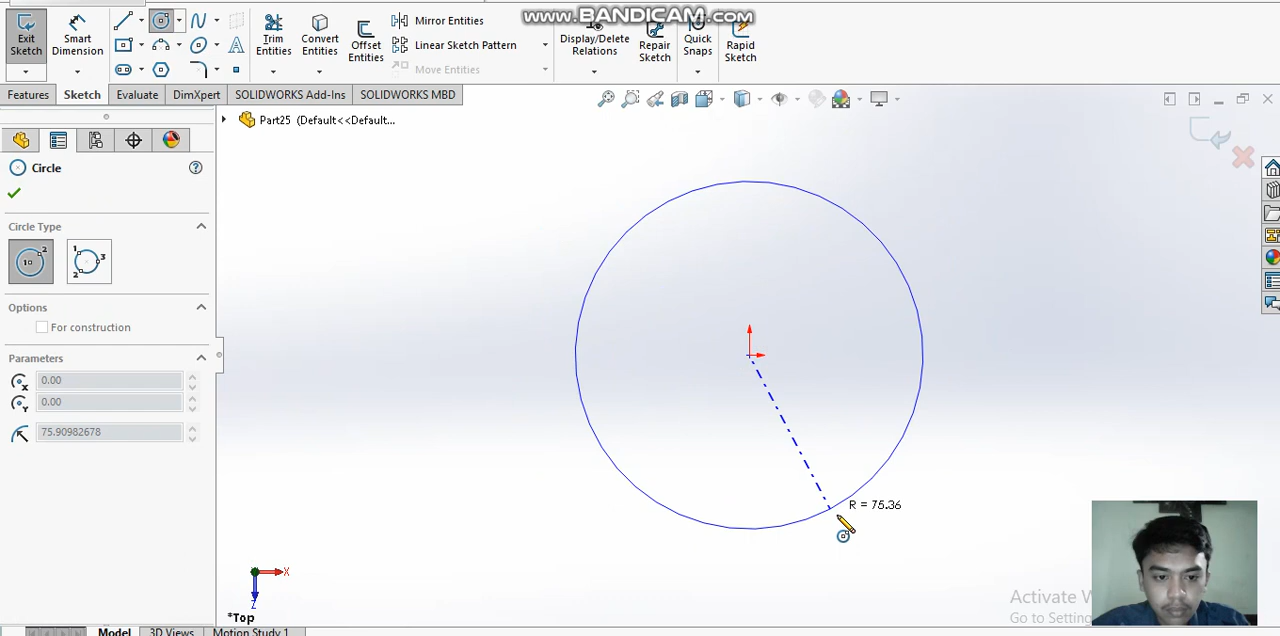 www.BANDICAM.com
Exit Sketch
Smart Dimension
Trim Entities
Convert Entities
Offset Entities
Mirror Entities
Linear Sketch Pattern
Move Entities
Display/Delete Relations
Repair Sketch
Quick Snaps
Rapid Sketch
Features
Sketch
Evaluate
DimXpert
SOLIDWORKS Add-Ins
SOLIDWORKS MBD
Part25 (Default<<Default...
Circle
Circle Type
Options
For construction
Parameters
0.00
0.00
75.90982678
R = 75.36
X
Z
*Top
Activate W
Go to Setting
Model
3D Views
Motion Study 1